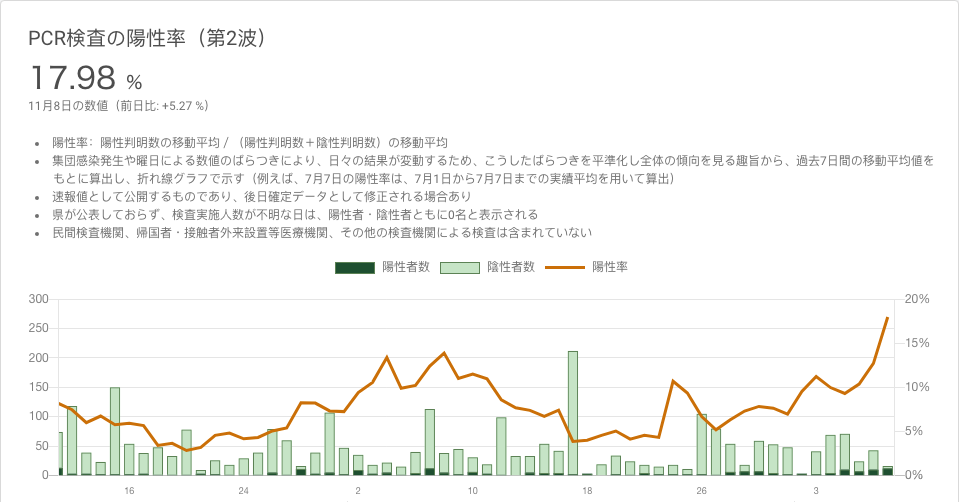 PCR検査の陽性率（第2波）
17.98 %
11月8日の数値（前日比: +5.27 %）
• 陽性率：陽性判明数の移動平均 / （陽性判明数＋陰性判明数）の移動平均
• 集団感染発生や曜日による数値のばらつきにより、日々の結果が変動するため、こうしたばらつきを平準化し全体の傾向を見る趣旨から、過去7日間の移動平均値を
もとに算出し、折れ線グラフで示す（例えば、7月7日の陽性率は、7月1日から7月7日までの実績平均を用いて算出）
• 速報値として公開するものであり、後日確定データとして修正される場合あり
• 県が公表しておらず、検査実施人数が不明な日は、陽性者・陰性者ともに0名と表示される
• 民間検査機関、帰国者・接触者外来設置等医療機関、その他の検査機関による検査は含まれていない
陽性者数 陰性者数 陽性率
300 20%
250
15%
200
150 10%
100
5%
50
0 0%
16 24 2 10 18 26 3